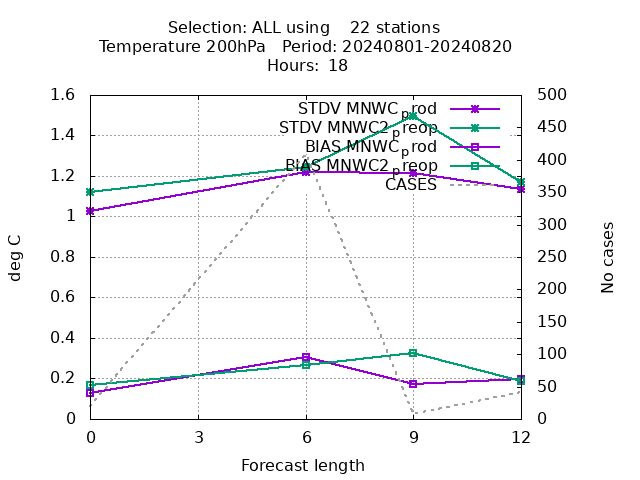 Selection: ALL using    22 stations
Temperature 200hPa   Period: 20240801-20240820
Hours:  18
1.6
1.4
1.2
1
0.8
0.6
0.4
0.2
0
500
450
400
350
300
250
200
150
100
50
0
STDV MNWC_prod
STDV MNWC2_preop
BIAS MNWC_prod
BIAS MNWC2_preop
CASES
deg C
No cases
0 3 6 9 12
Forecast length